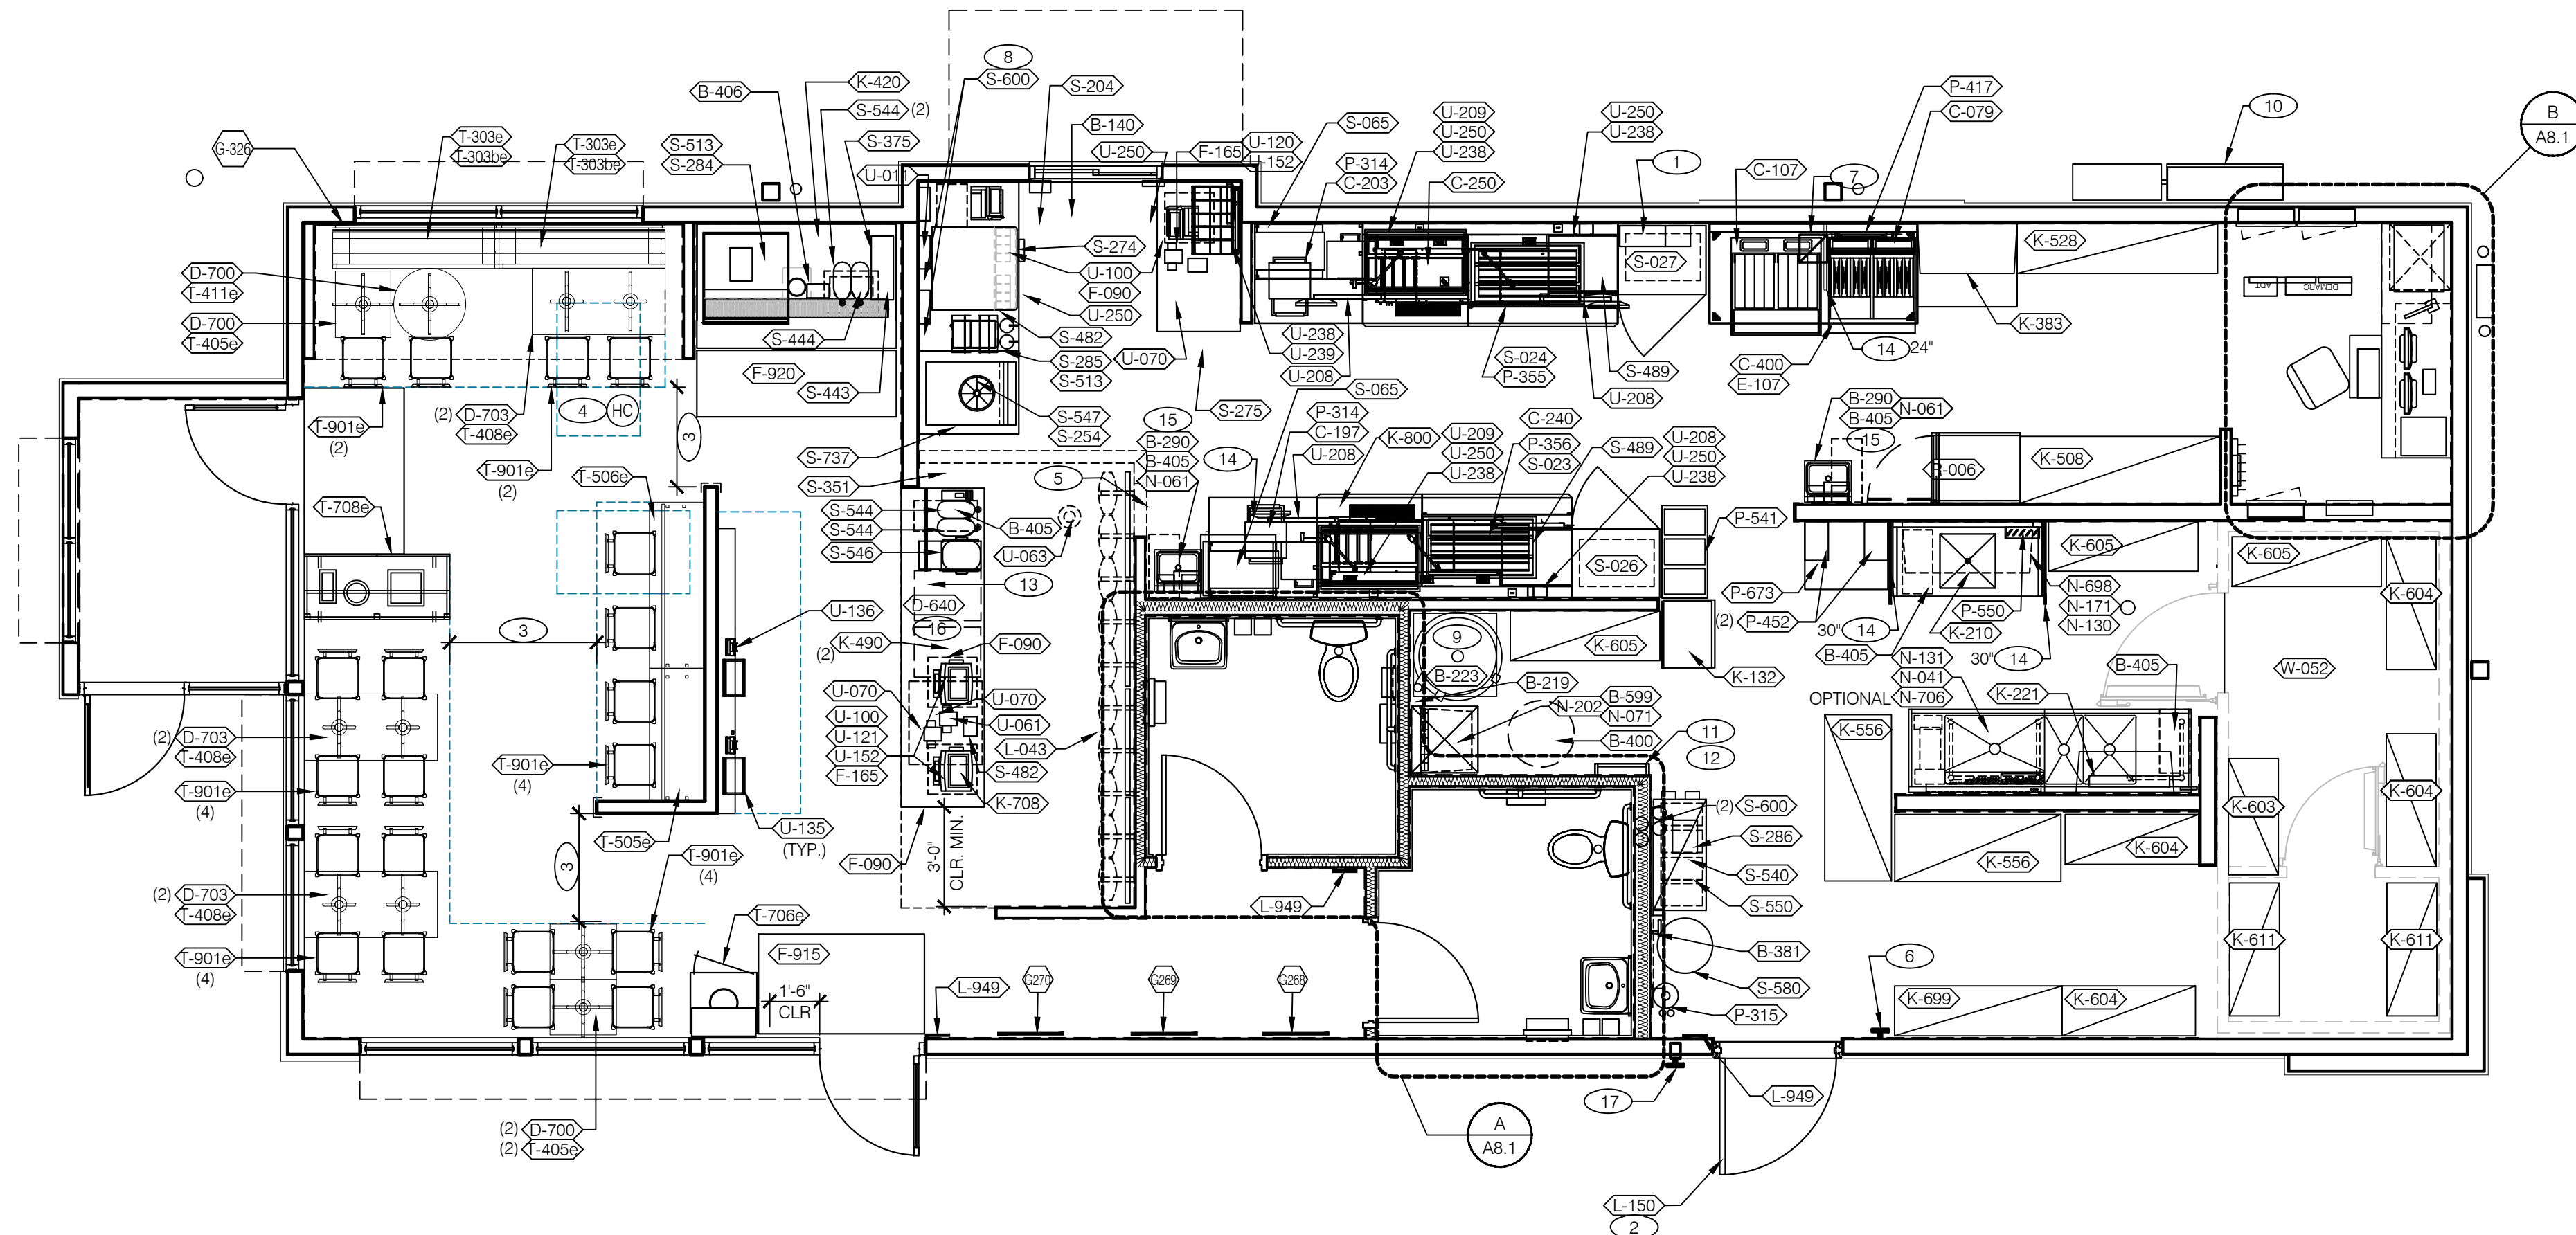 8
S-600
S-204
K-420
B-406
S-544 (2)
P-417
C-079
10
B
A8.1
T-303e
T-303be
T-303e
T-303be
G-326
S-513
S-284
S-375
B-140
U-250
F-165
U-120
U-152
S-065
P-314
C-203
U-209
U-250
U-238
C-250
U-250
U-238
1
C-107
7
U-011
D-700
T-411e
D-700
T-405e
S-274
U-100
F-090
U-250
S-482
S-285
S-513
U-070
S-444
F-920
S-443
U-238
U-239
U-208
S-065
S-027
S-024
P-355
S-489
U-208
C-400
E-107
14
24"
K-528
K-383
ADT
DEMARC
T-901e
(2)
(2) D-703
T-408e
4
HC
3
T-901e
(2)
T-506e
S-547
S-254
S-737
S-351
S-275
15
B-290
B-405
N-061
14
P-314
C-197
U-208
K-800
U-209
U-250
U-238
C-240
P-356
S-023
S-489
U-208
U-250
U-238
B-290
B-405
N-061
15
R-006
K-508
5
T-708e
S-544
S-544
S-546
B-405
U-063
13
D-640
16
(2) K-490
F-090
U-136
3
P-541
S-026
P-673
(2) P-452
30"
14
B-405
K-210
P-550
N-698
N-171
N-130
30"
14
K-605
K-605
K-604
W-052
9
B-223
K-605
K-132
B-219
N-202
B-599
N-071
B-400
11
12
OPTIONAL
N-131
N-041
N-706
K-221
B-405
K-556
K-603
K-604
K-556
K-604
U-070
U-100
U-121
U-152
F-165
U-070
U-061
L-043
S-482
K-708
(2) D-703
T-408e
T-901e
(4)
T-901e
(4)
U-135
(TYP.)
T-505e
T-901e
(4)
F-090
3'-0"
CLR. MIN.
3
(2) D-703
T-408e
T-901e
(4)
(2) S-600
S-286
S-540
S-550
B-381
S-580
P-315
L-949
K-611
K-611
6
K-699
K-604
T-706e
F-915
1'-6"
CLR
L-949
G270
G269
G268
17
L-949
A
A8.1
(2) D-700
(2) T-405e
L-150
2